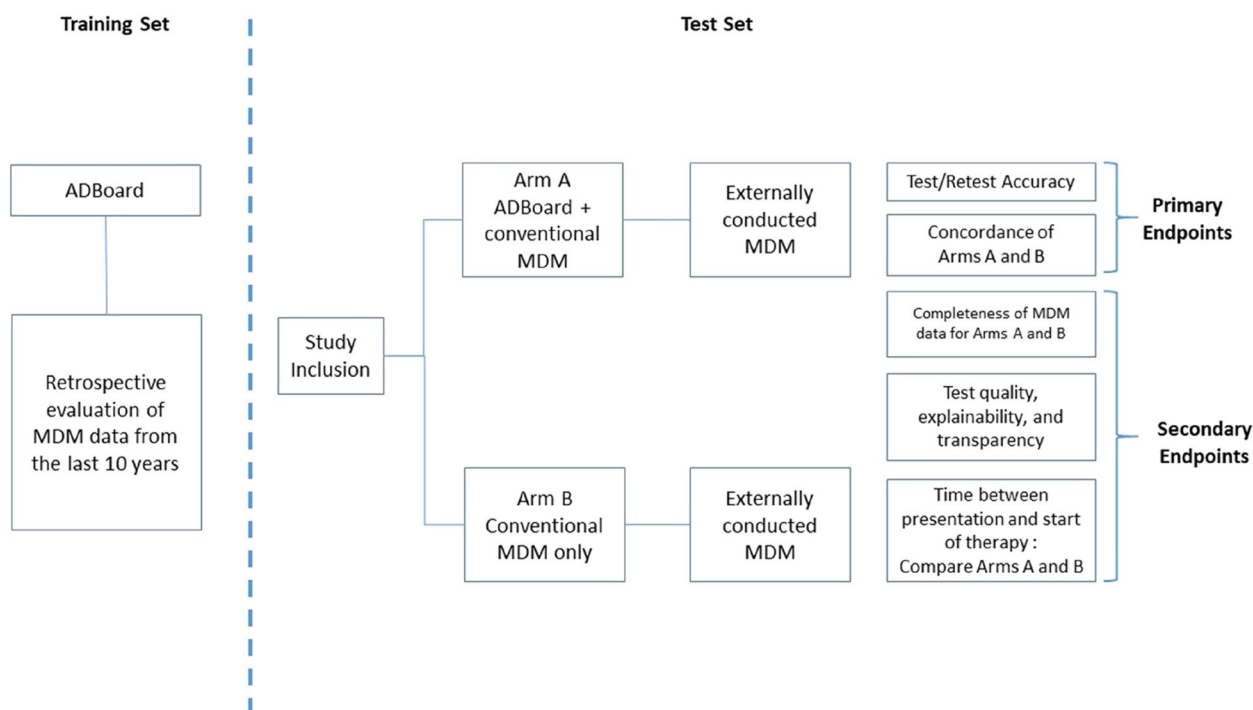 Training Set
ADBoard
Retrospective
evaluation of
MDM data from
the last 10 years
Test Set
Study
Inclusion
Arm A
ADBoard +
conventional
MDM
Externally
conducted
MDM
Arm B
Conventional
MDM only
Externally
conducted
MDM
Test/Retest Accuracy
Concordance of
Arms A and B
Primary
Endpoints
Completeness of MDM
data for Arms A and B
Test quality,
explainability, and
transparency
Time between
presentation and start
of therapy :
Compare Arms A and B
Secondary
Endpoints